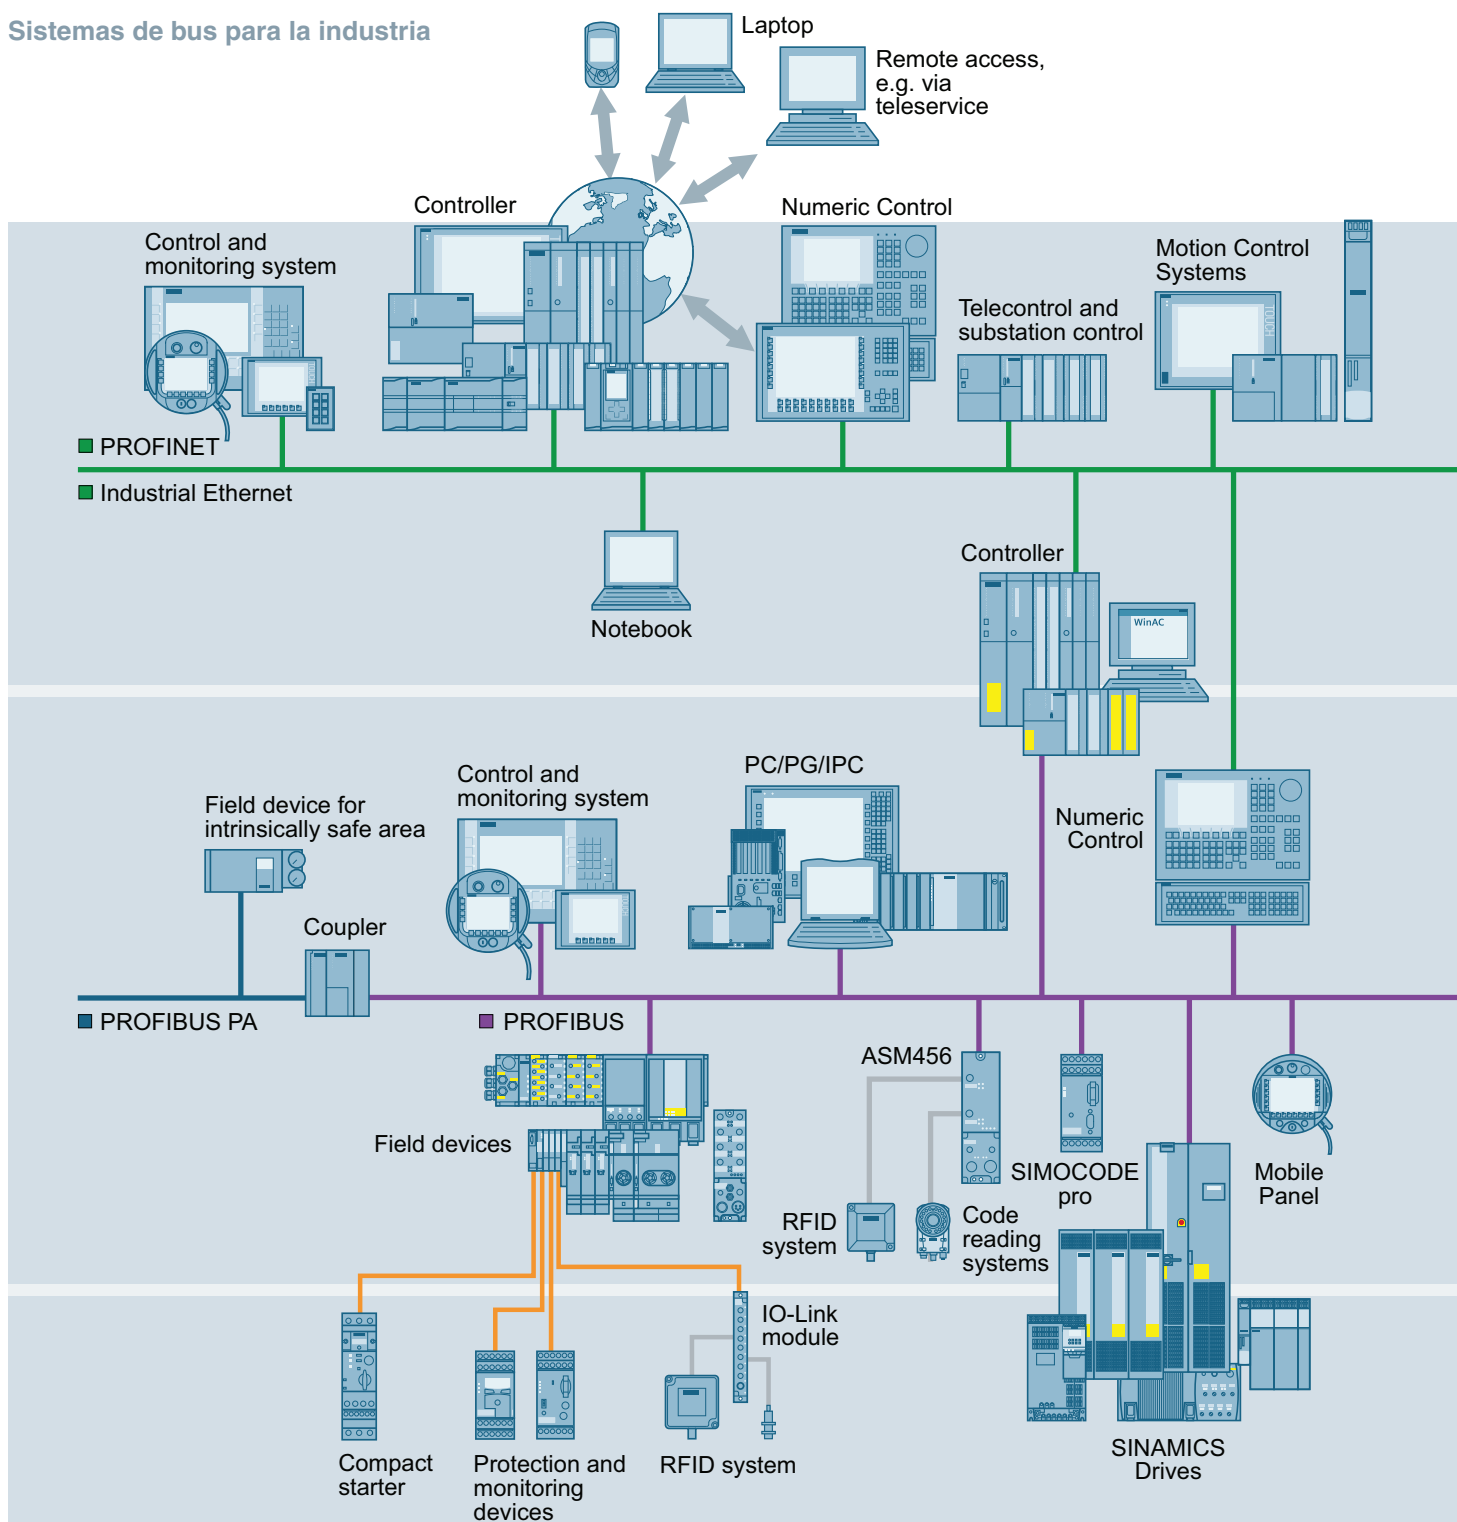 Sistemas de bus para la industria
Laptop
Remote access,
e.g. via
teleservice
Controller
Numeric Control
Control and
monitoring system
Motion Control
Systems
Telecontrol and
substation control
TOUCH
PROFINET
Industrial Ethernet
Notebook
Controller
WinAC
PC/PG/IPC
Control and
monitoring system
Field device for
intrinsically safe area
Numeric
Control
Coupler
PROFIBUS PA
PROFIBUS
ASM456
Field devices
SIMOCODE
pro
Mobile
Panel
RFID
system
Code
reading
systems
IO-Link
module
Compact
starter
Protection and
monitoring
devices
RFID system
SINAMICS
Drives